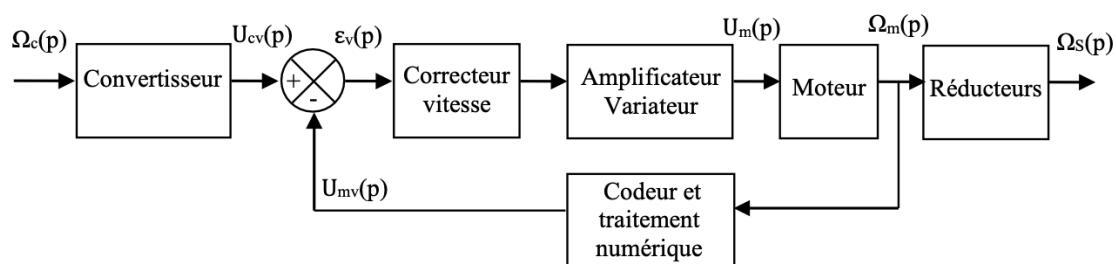 Ωc(p)
Convertisseur
Ucv(p)
+
-
εv(p)
Correcteur
vitesse
Amplificateur
Variateur
Um(p)
Moteur
Ωm(p)
Réducteurs
ΩS(p)
Umv(p)
Codeur et
traitement
numérique